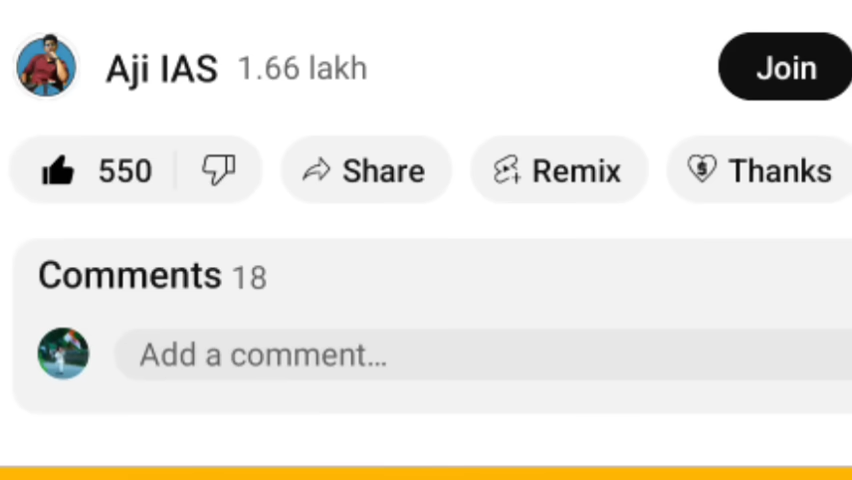 Aji IAS 1.66 lakh Join
550 Share Remix Thanks
Comments 18
Add a comment...